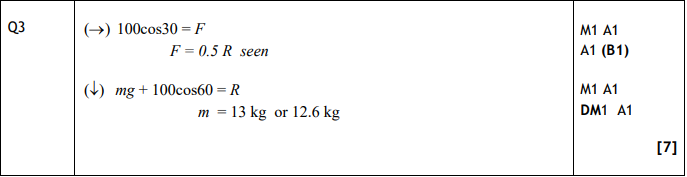 Q3 (→) 100cos30 = F M1 A1
F = 0.5 R seen A1 (B1)
(↓) mg + 100cos60 = R M1 A1
m = 13 kg or 12.6 kg DM1 A1
[7]